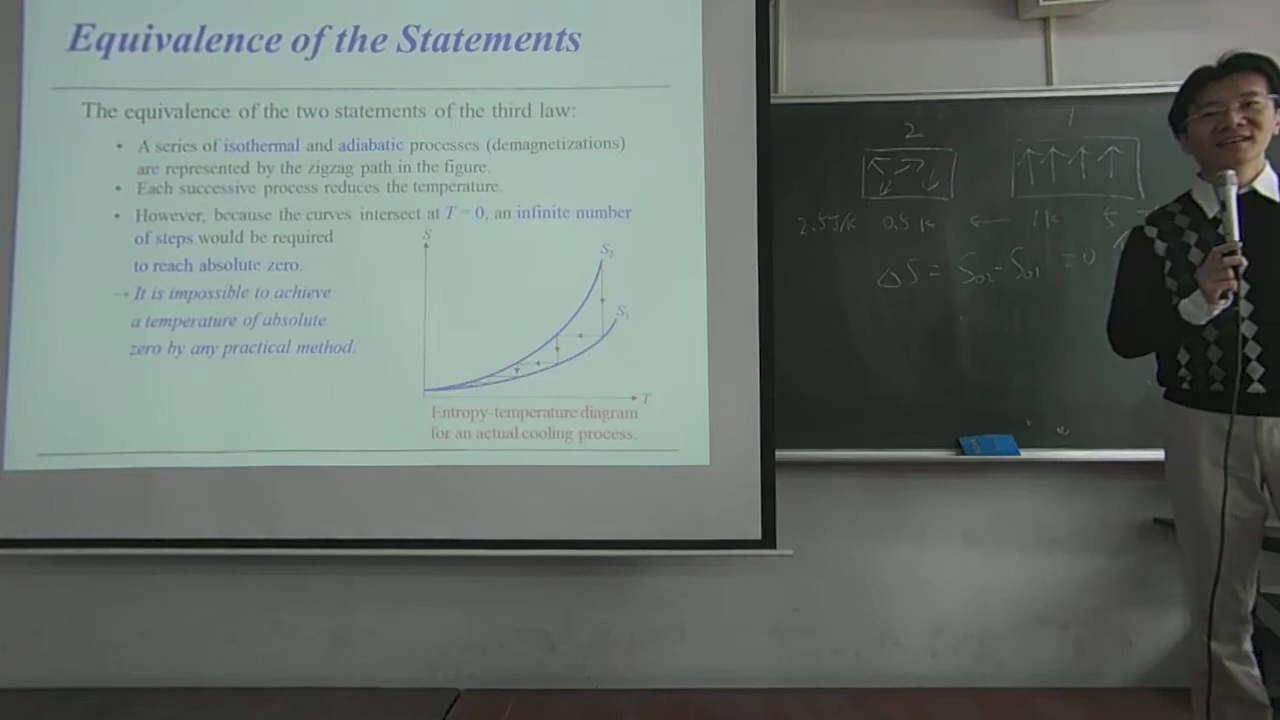 Equivalence of the Statements
The equivalence of the two statements of the third law:
• A series of isothermal and adiabatic processes (demagnetizations)
are represented by the zigzag path in the figure.
• Each successive process reduces the temperature.
• However, because the curves intersect at T = 0, an infinite number
of steps would be required
to reach absolute zero.
→ It is impossible to achieve
a temperature of absolute
zero by any practical method.
S
S₂
S₁
T
Entropy-temperature diagram
for an actual cooling process.
2 1
2.5J/K 0.5K ← 1K 5
ΔS = S₀₂ - S₀₁ = 0